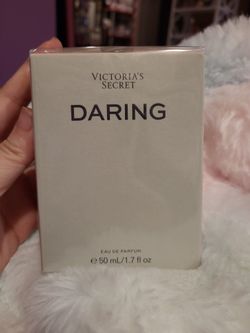 VICTORIA'S
SECRET
DARING
EAU DE PARFUM
℮ 50 mL/1.7 fl oz